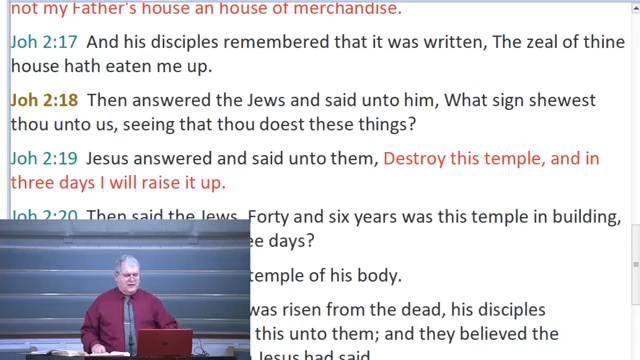 not my Father's house an house of merchandise.
Joh 2:17 And his disciples remembered that it was written, The zeal of thine
house hath eaten me up.
Joh 2:18 Then answered the Jews and said unto him, What sign shewest
thou unto us, seeing that thou doest these things?
Joh 2:19 Jesus answered and said unto them, Destroy this temple, and in
three days I will raise it up.
Joh 2:20 Then said the Jews, Forty and six years was this temple in building,
ee days?
temple of his body.
was risen from the dead, his disciples
this unto them; and they believed the
Jesus had said.